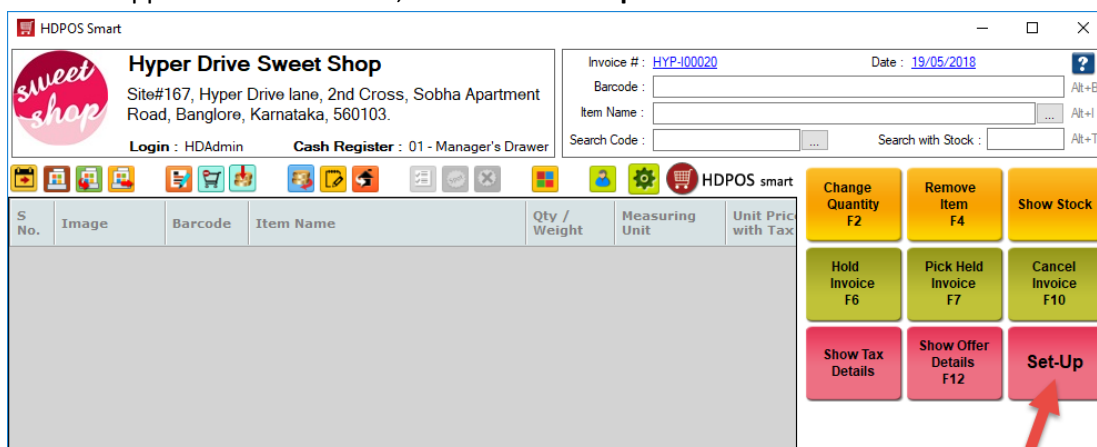 HDPOS Smart
sweet
shop
Hyper Drive Sweet Shop
Site#167, Hyper Drive lane, 2nd Cross, Sobha Apartment
Road, Banglore, Karnataka, 560103.
Login : HDAdmin Cash Register : 01 - Manager's Drawer
Invoice # : HYP-I00020 Date : 19/05/2018 ?
Barcode : Alt+B
Item Name : ... Alt+I
Search Code : ... Search with Stock : Alt+T
HDPOS smart
S No. Image Barcode Item Name Qty / Weight Measuring Unit Unit Price with Tax
Change
Quantity
F2
Remove
Item
F4
Show Stock
Hold
Invoice
F6
Pick Held
Invoice
F7
Cancel
Invoice
F10
Show Tax
Details
Show Offer
Details
F12
Set-Up